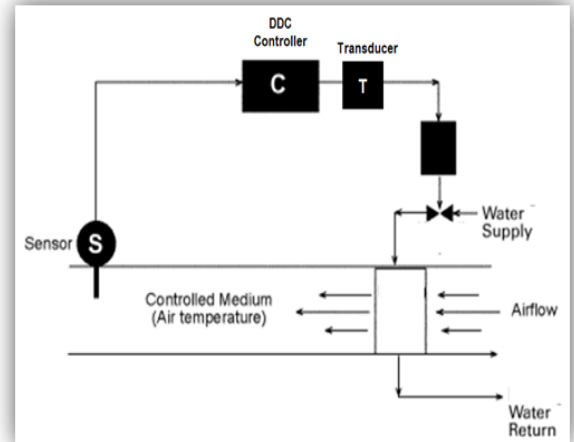 DDC
Controller
Transducer
C
T
Water
Supply
Sensor
S
Controlled Medium
(Air temperature)
Airflow
Water
Return